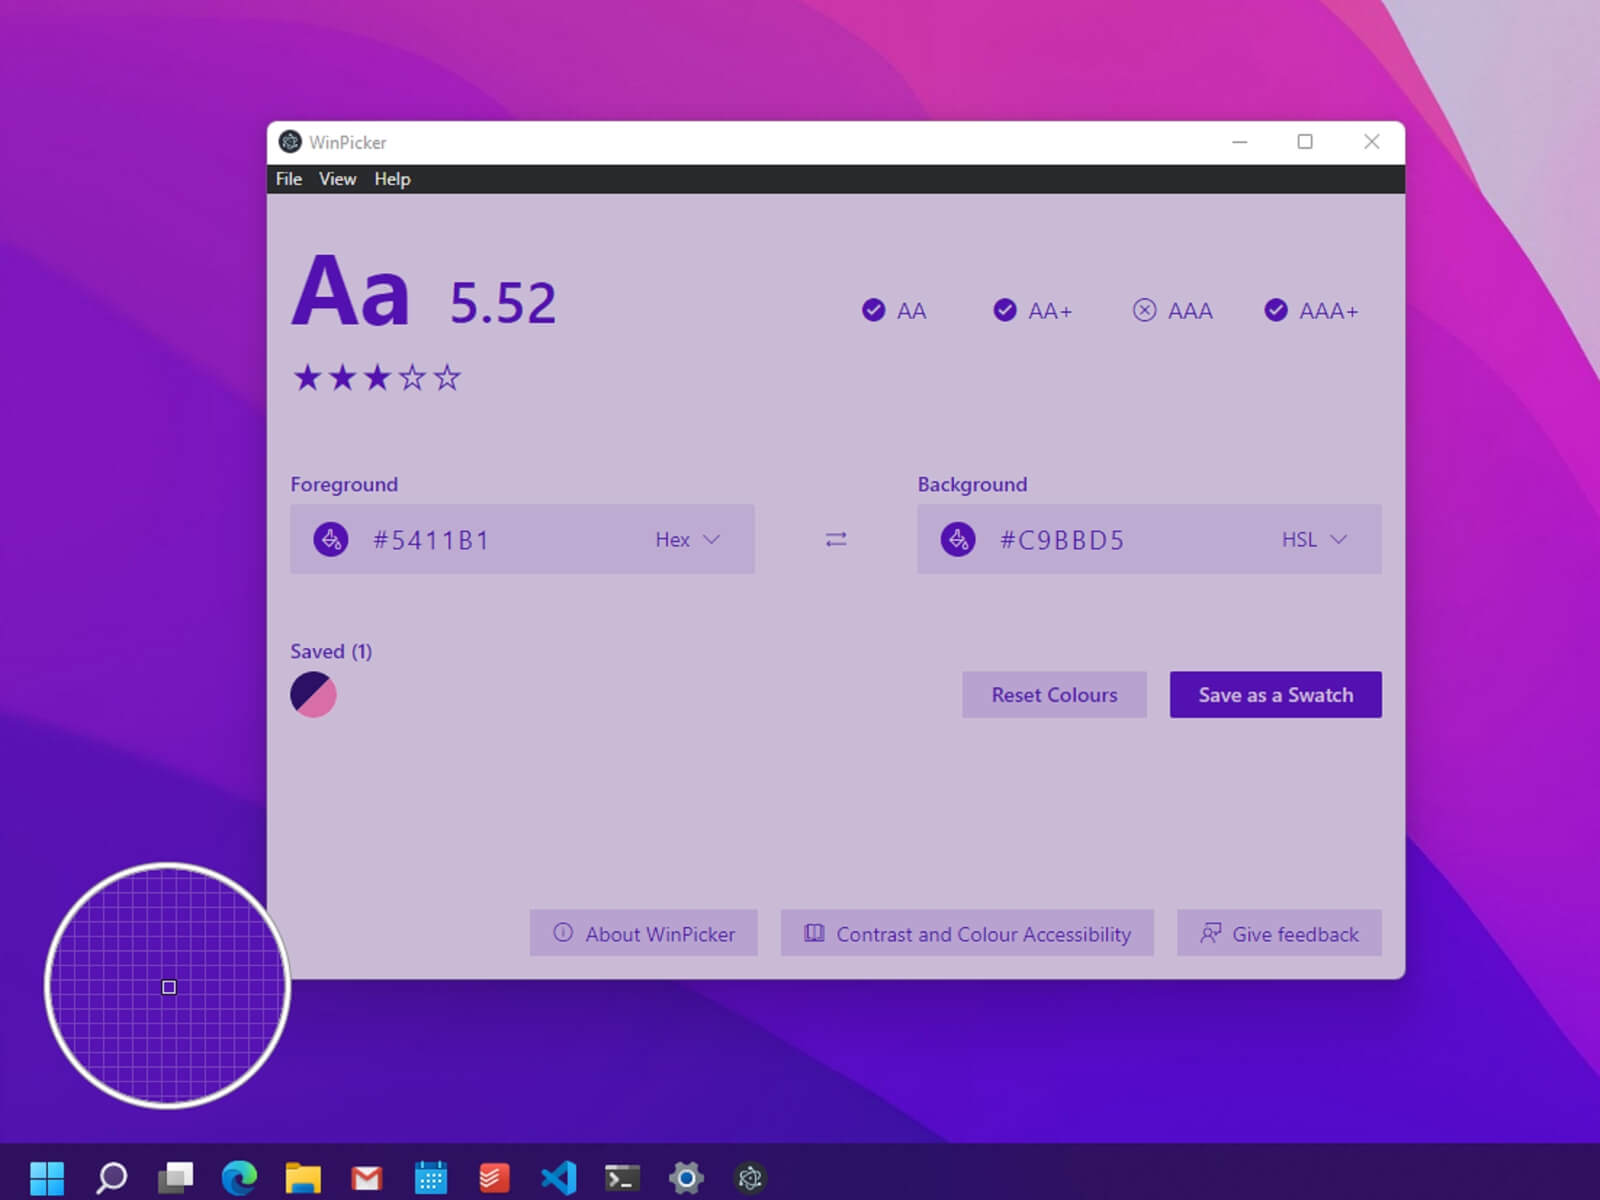 WinPicker
File View Help
Aa 5.52
AA AA+ AAA AAA+
Foreground
#5411B1 Hex
Background
#C9BBD5 HSL
Saved (1)
Reset Colours
Save as a Swatch
About WinPicker
Contrast and Colour Accessibility
Give feedback